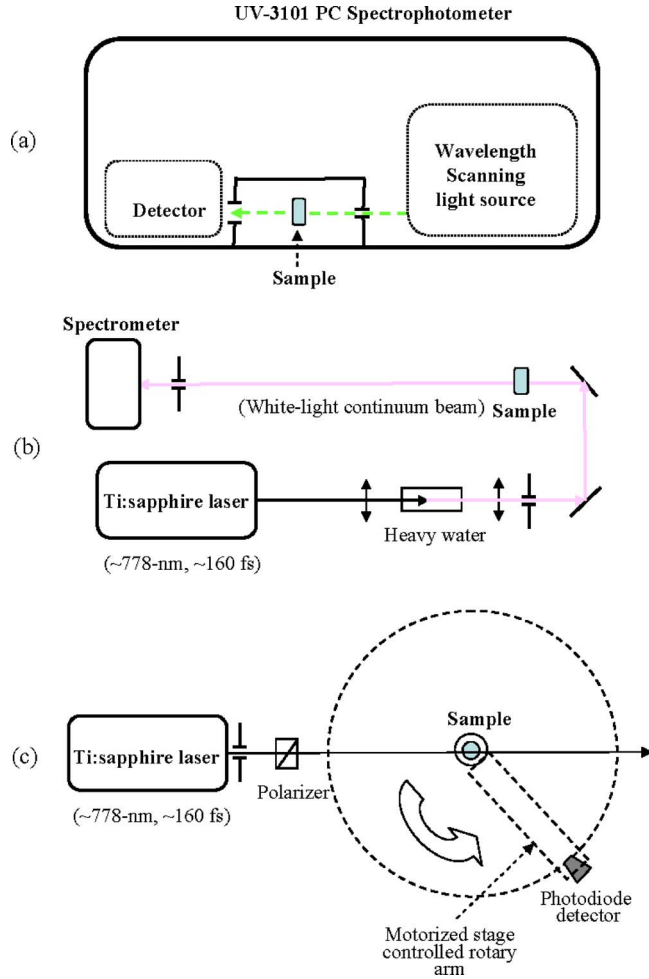 UV-3101 PC Spectrophotometer
(a)
Wavelength
Scanning
light source
Detector
Sample
Spectrometer
(White-light continuum beam)
Sample
(b)
Ti:sapphire laser
Heavy water
(~778-nm, ~160 fs)
Sample
(c)
Ti:sapphire laser
Polarizer
(~778-nm, ~160 fs)
Photodiode
detector
Motorized stage
controlled rotary
arm